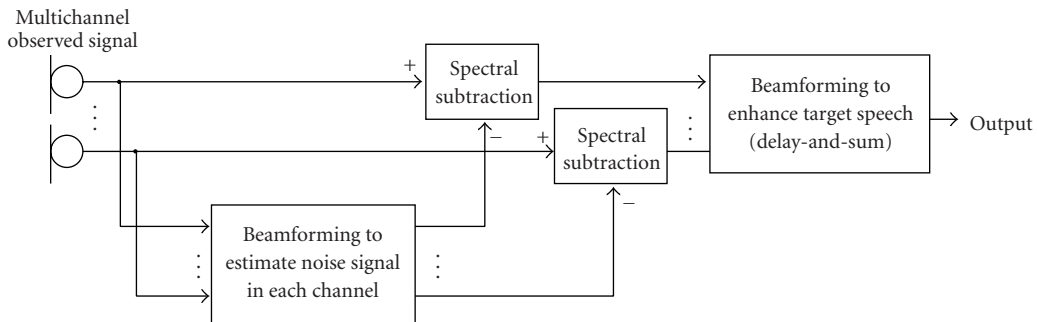 Multichannel
observed signal
+
Spectral
subtraction
−
+
Spectral
subtraction
−
Beamforming to
enhance target speech
(delay-and-sum)
Output
Beamforming to
estimate noise signal
in each channel